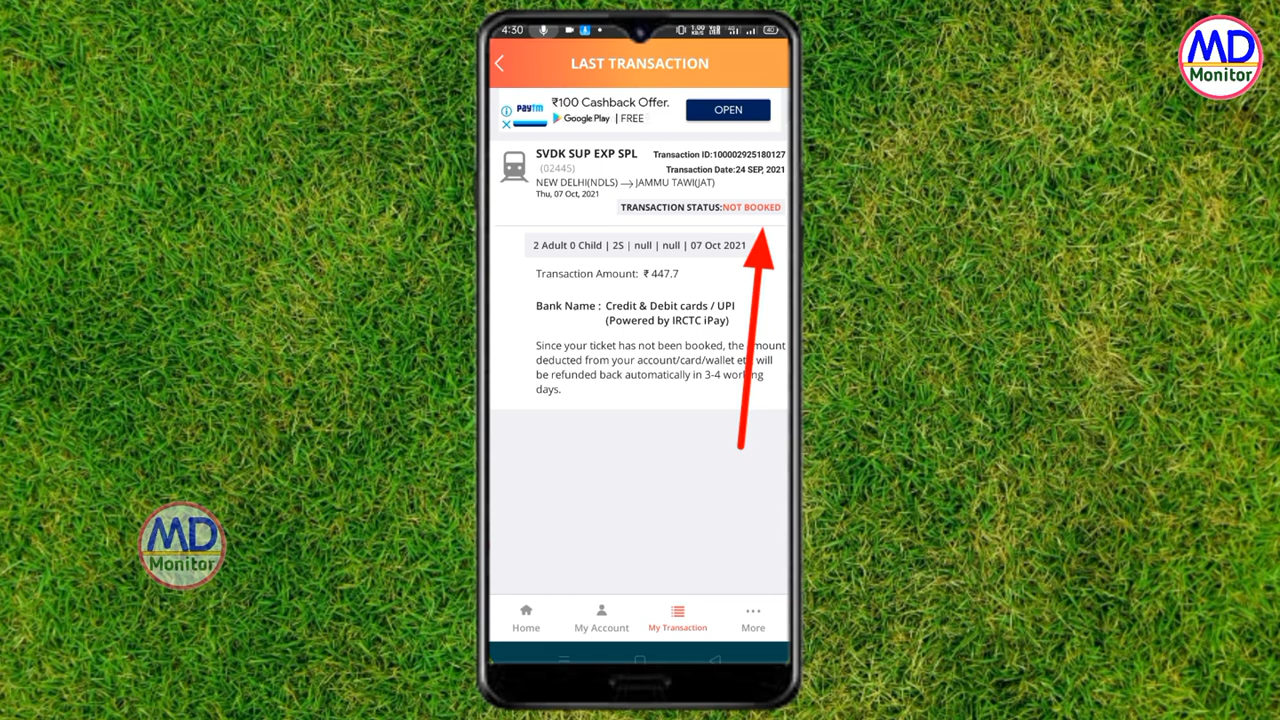 MD
Monitor
4:30
LAST TRANSACTION
Paytm
₹100 Cashback Offer.
Google Play | FREE
OPEN
SVDK SUP EXP SPL
Transaction ID:100002925180127
(02445)
Transaction Date:24 SEP, 2021
NEW DELHI(NDLS) → JAMMU TAWI(JAT)
Thu, 07 Oct, 2021
TRANSACTION STATUS:NOT BOOKED
2 Adult 0 Child | 2S | null | null | 07 Oct 2021
Transaction Amount: ₹ 447.7
Bank Name : Credit & Debit cards / UPI
(Powered by IRCTC iPay)
Since your ticket has not been booked, the amount
deducted from your account/card/wallet etc will
be refunded back automatically in 3-4 working
days.
MD
Monitor
Home
My Account
My Transaction
More